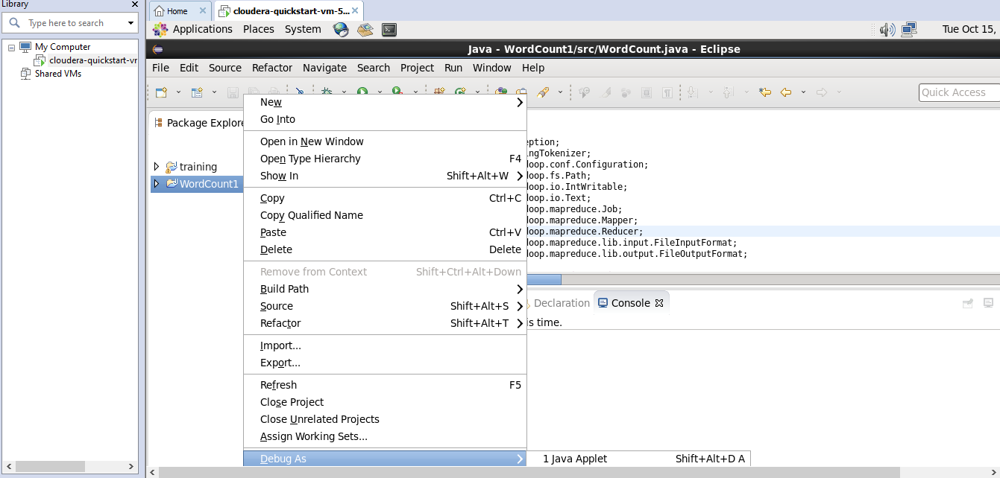 Library
Home
cloudera-quickstart-vm-5...
Type here to search
Applications Places System
Tue Oct 15,
My Computer
cloudera-quickstart-vr
Shared VMs
Java - WordCount1/src/WordCount.java - Eclipse
File Edit Source Refactor Navigate Search Project Run Window Help
Quick Access
Package Explore
training
WordCount1
New
Go Into
Open in New Window
Open Type Hierarchy F4
Show In Shift+Alt+W
Copy Ctrl+C
Copy Qualified Name
Paste Ctrl+V
Delete Delete
Remove from Context Shift+Ctrl+Alt+Down
Build Path
Source Shift+Alt+S
Refactor Shift+Alt+T
Import...
Export...
Refresh F5
Close Project
Close Unrelated Projects
Assign Working Sets...
Debug As
1 Java Applet Shift+Alt+D A
eption;
ngTokenizer;
loop.conf.Configuration;
loop.fs.Path;
loop.io.IntWritable;
loop.io.Text;
loop.mapreduce.Job;
loop.mapreduce.Mapper;
loop.mapreduce.Reducer;
loop.mapreduce.lib.input.FileInputFormat;
loop.mapreduce.lib.output.FileOutputFormat;
Declaration
Console
is time.